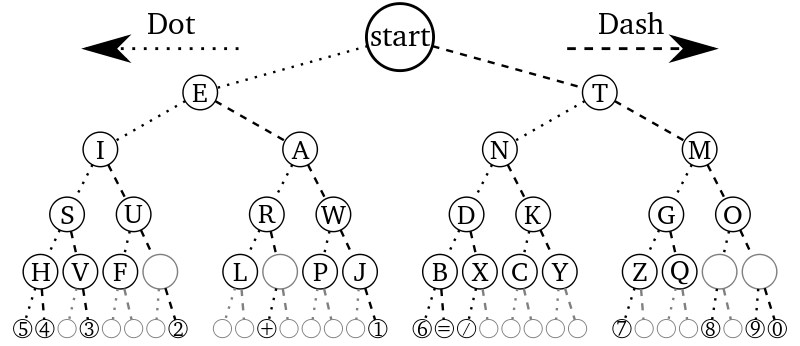 Dot start Dash
E T
I A N M
S U R W D K G O
H V F L P J B X C Y Z Q
5 4 3 2 + 1 6 = / 7 8 9 0